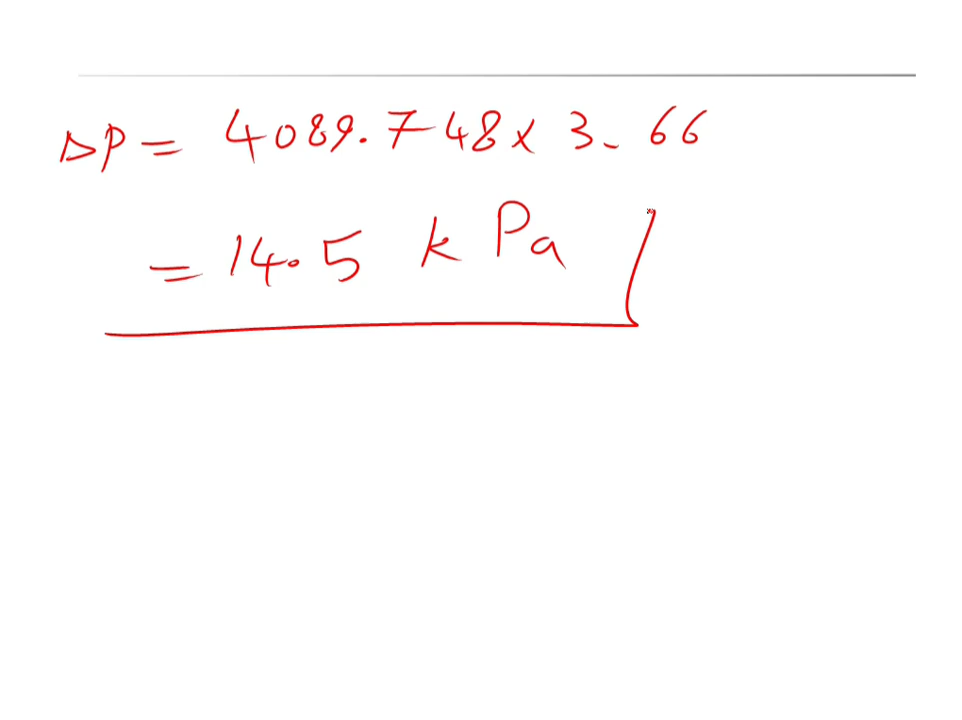 ΔP = 4089.748 x 3.66
= 14.5 kPa